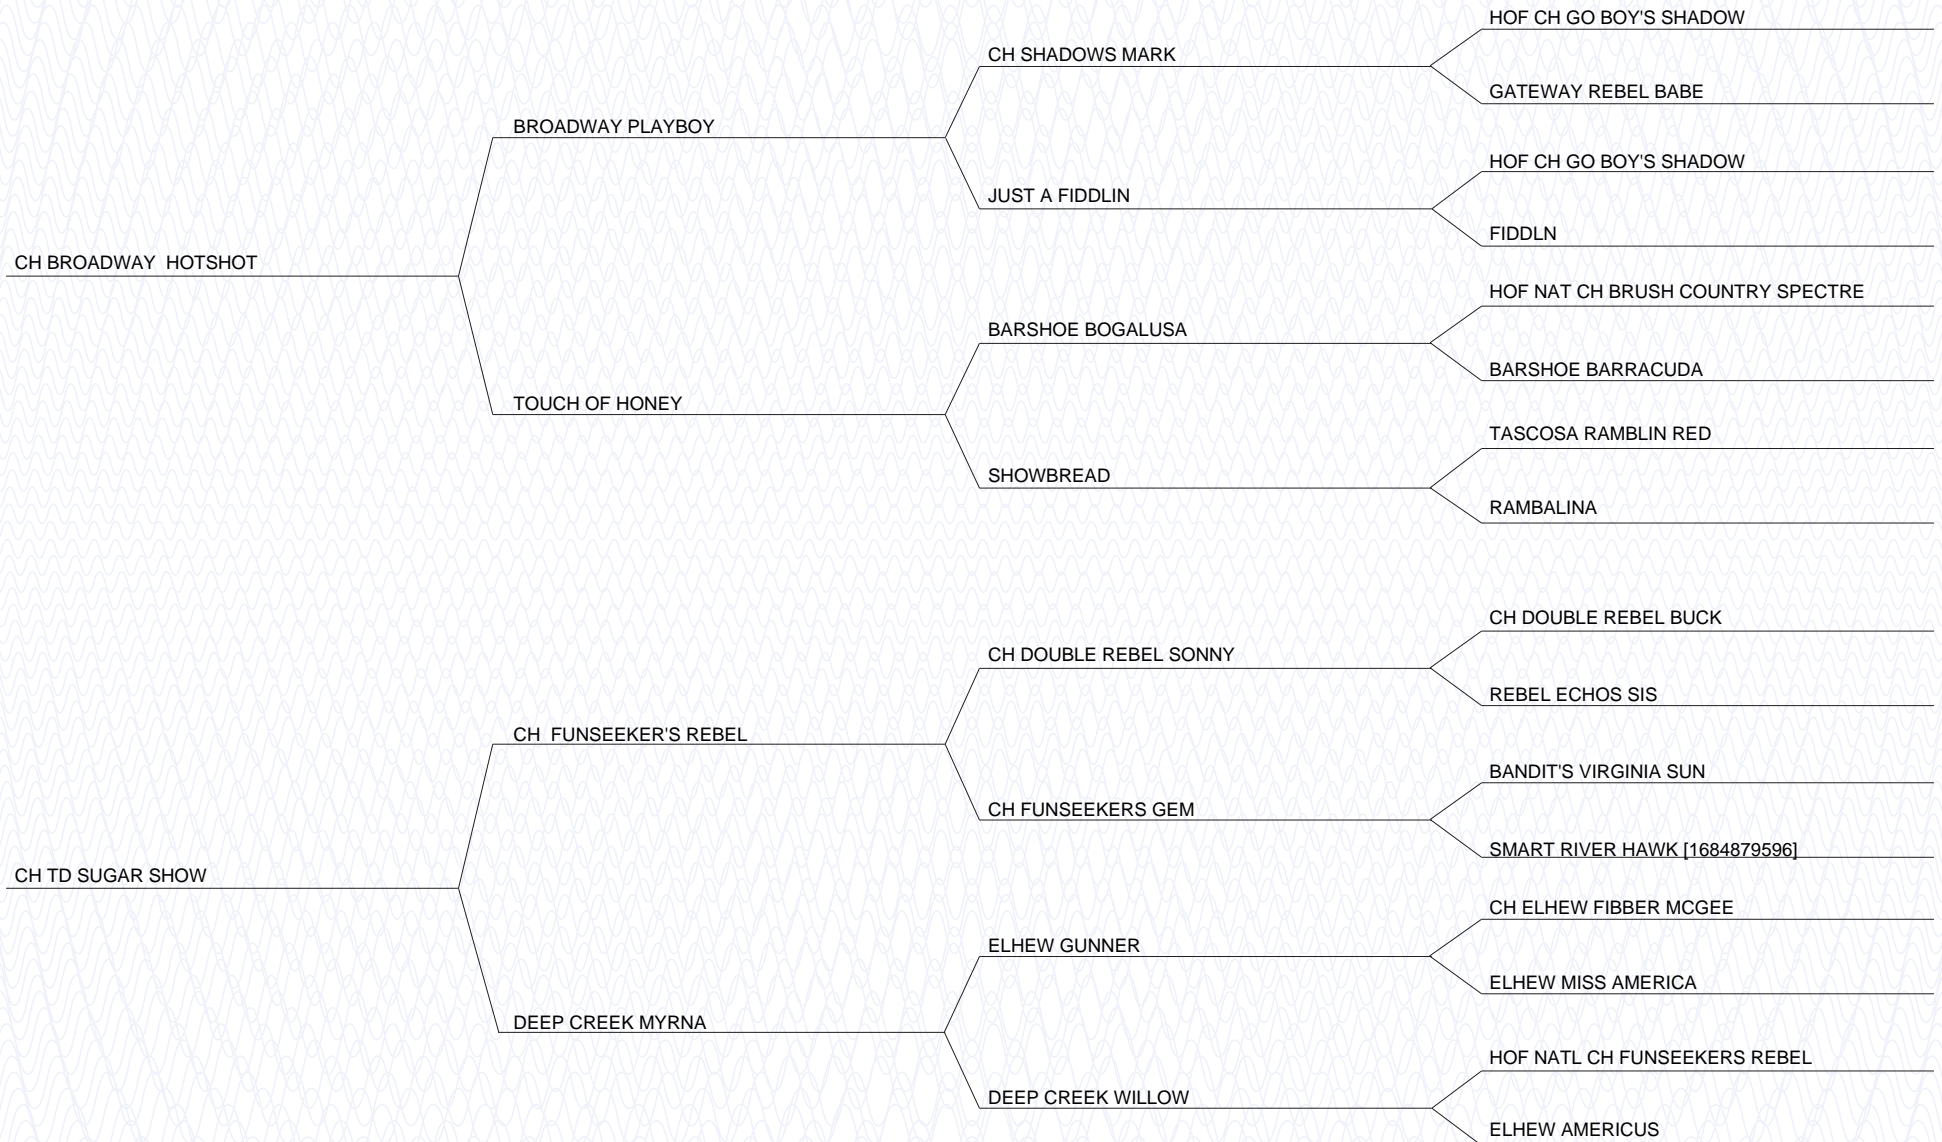 HOF CH GO BOY'S SHADOW
CH SHADOWS MARK
GATEWAY REBEL BABE
BROADWAY PLAYBOY
HOF CH GO BOY'S SHADOW
JUST A FIDDLIN
FIDDLN
CH BROADWAY  HOTSHOT
HOF NAT CH BRUSH COUNTRY SPECTRE
BARSHOE BOGALUSA
BARSHOE BARRACUDA
TOUCH OF HONEY
TASCOSA RAMBLIN RED
SHOWBREAD
RAMBALINA
CH DOUBLE REBEL BUCK
CH DOUBLE REBEL SONNY
REBEL ECHOS SIS
CH  FUNSEEKER'S REBEL
BANDIT'S VIRGINIA SUN
CH FUNSEEKERS GEM
SMART RIVER HAWK [1684879596]
CH TD SUGAR SHOW
CH ELHEW FIBBER MCGEE
ELHEW GUNNER
ELHEW MISS AMERICA
DEEP CREEK MYRNA
HOF NATL CH FUNSEEKERS REBEL
DEEP CREEK WILLOW
ELHEW AMERICUS